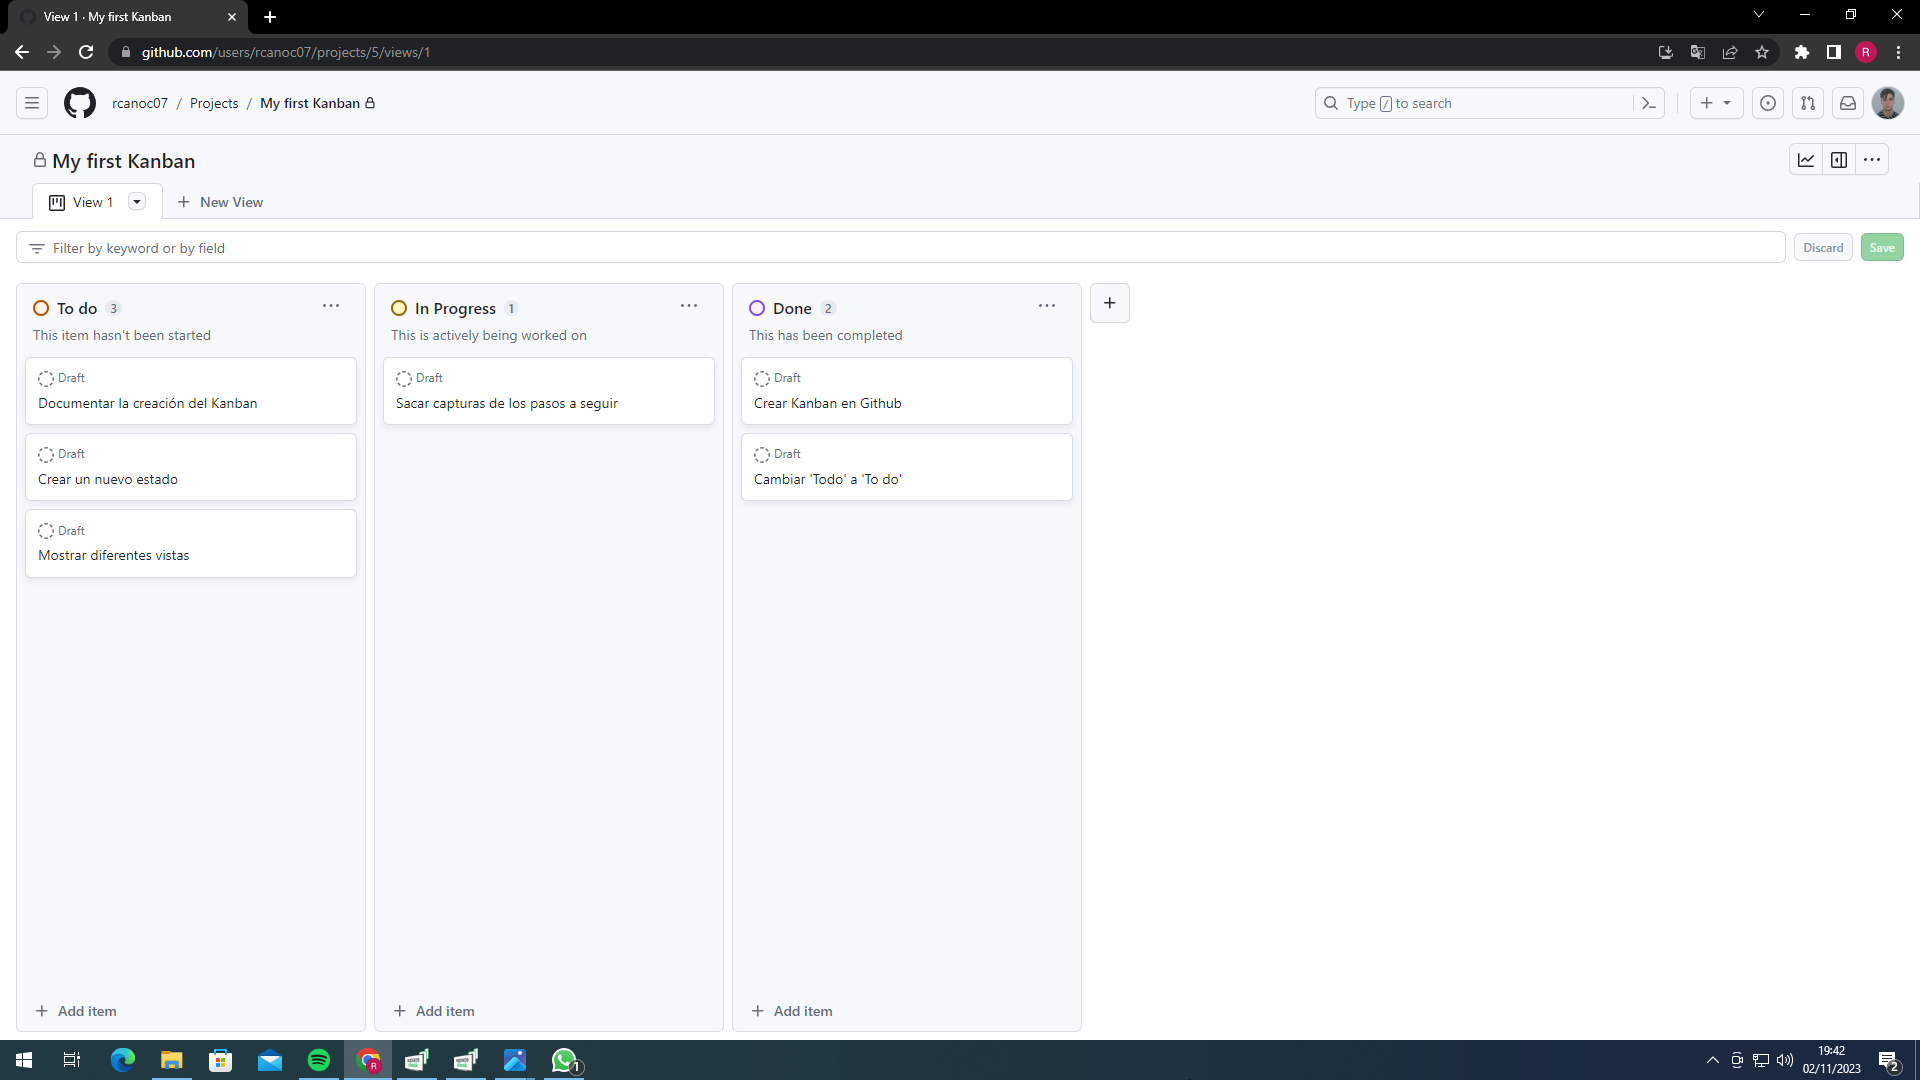 View 1 · My first Kanban
github.com/users/rcanoc07/projects/5/views/1
R
rcanoc07 / Projects / My first Kanban
Type / to search
My first Kanban
View 1
New View
Filter by keyword or by field
Discard
Save
To do 3
This item hasn't been started
Draft
Documentar la creación del Kanban
Draft
Crear un nuevo estado
Draft
Mostrar diferentes vistas
Add item
In Progress 1
This is actively being worked on
Draft
Sacar capturas de los pasos a seguir
Add item
Done 2
This has been completed
Draft
Crear Kanban en Github
Draft
Cambiar 'Todo' a 'To do'
Add item
R
1
19:42
02/11/2023
2